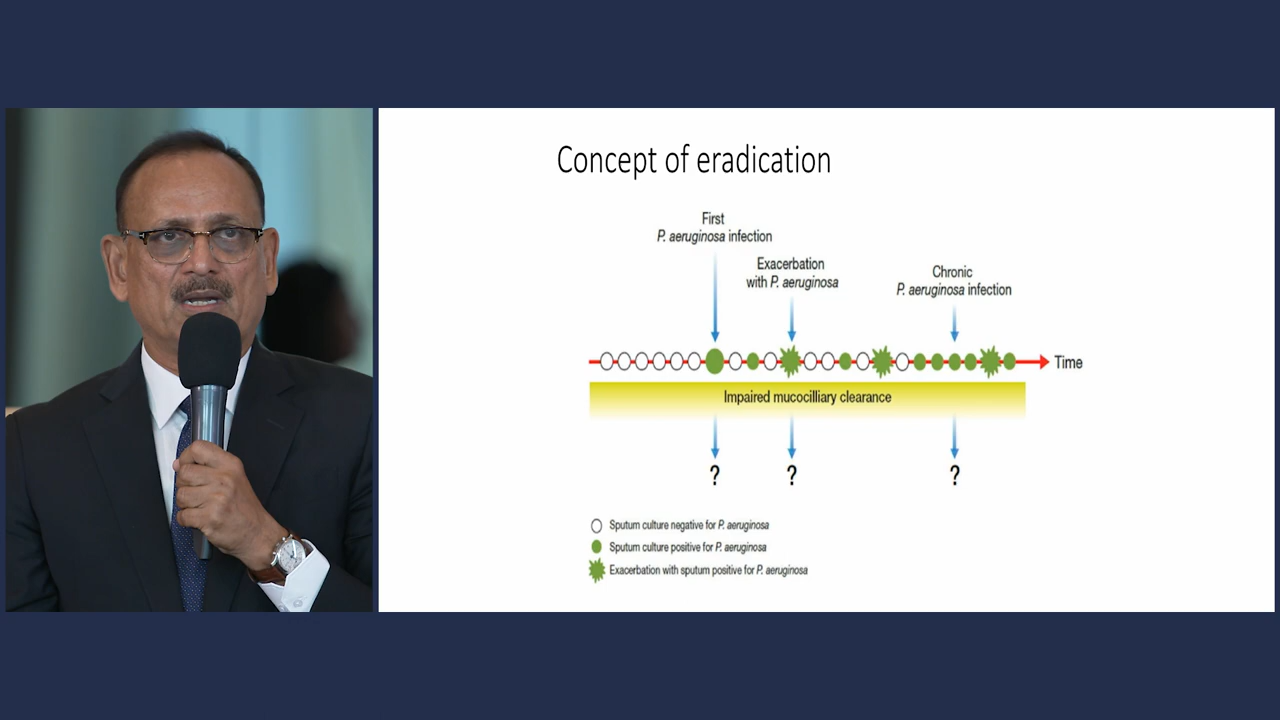 Concept of eradication
First
P. aeruginosa infection
Exacerbation
with P. aeruginosa
Chronic
P. aeruginosa infection
Time
Impaired mucocilliary clearance
?
?
?
Sputum culture negative for P. aeruginosa
Sputum culture positive for P. aeruginosa
Exacerbation with sputum positive for P. aeruginosa